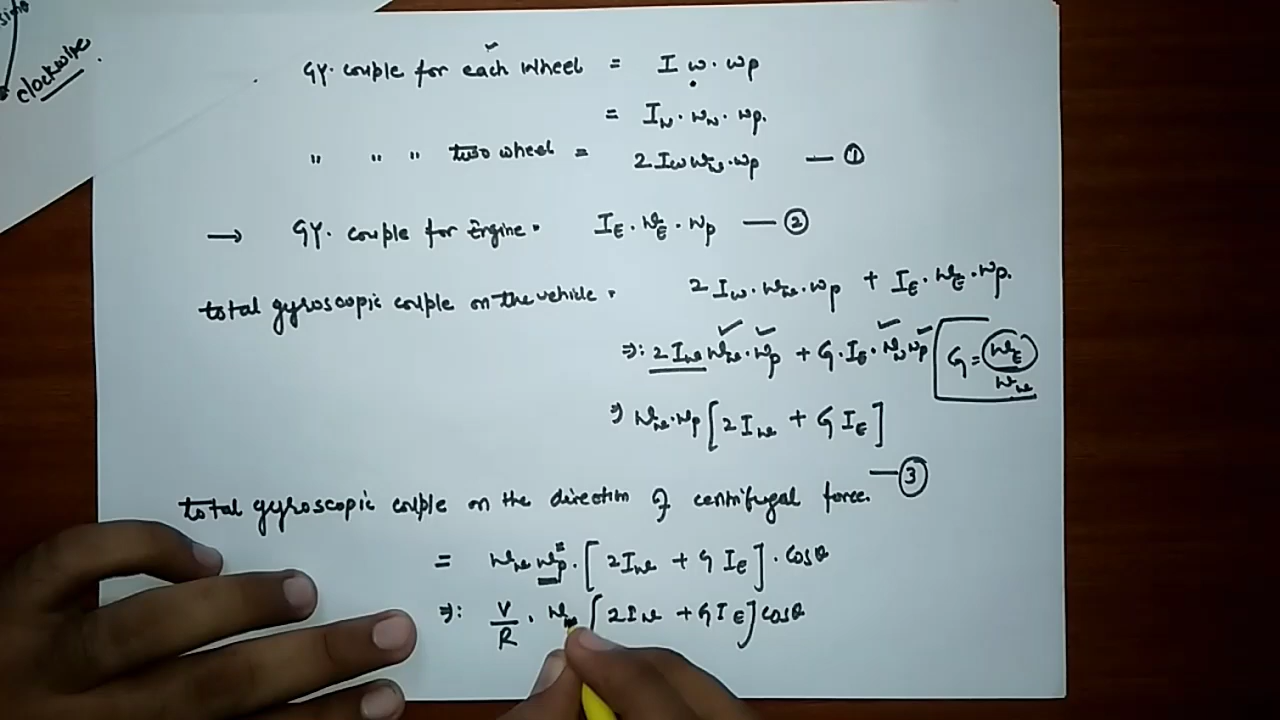 clockwise.
GY. couple for each wheel = I ω. ωp
= Iw. ωw. ωp.
" " " two wheel = 2 Iw ωw. ωp — ①
→ GY. couple for Engine = IE. ωE. ωp — ②
total gyroscopic couple on the vehicle = 2 Iw. ωw. ωp + IE. ωE. ωp.
⇒: 2 Iw ωw. ωp + G. IE. ωw ωp G = ωE / ωw
⇒ ωw. ωp [2 Iw + G IE]
— ③
total gyroscopic couple on the direction of centrifugal force.
= ωw ωp. [2 Iw + G IE]. cosθ
⇒: V/R . ωw [2 Iw + G IE] cosθ